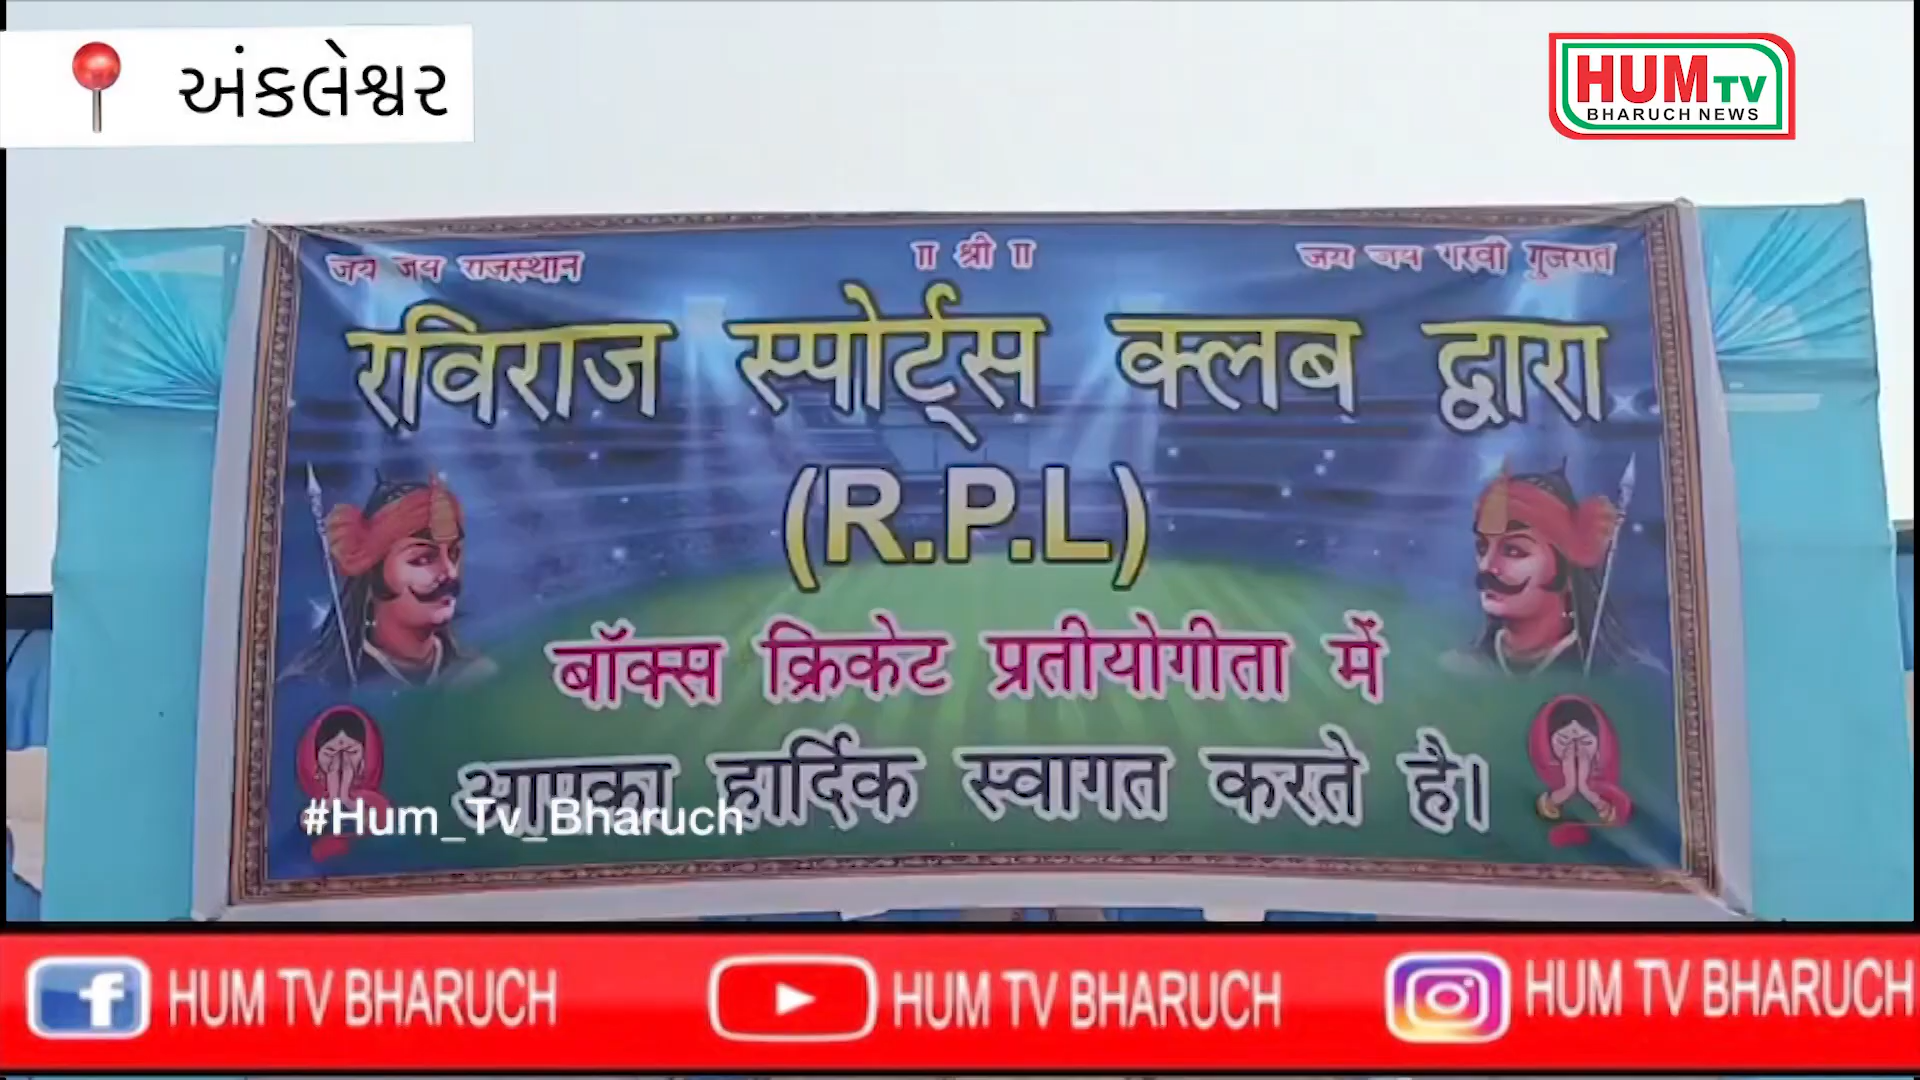 અંકલેશ્વર
HUM TV
BHARUCH NEWS
जय जय राजस्थान
॥ श्री ॥
जय जय गरवी गुजरात
रविराज स्पोर्ट्स क्लब द्वारा
(R.P.L)
बॉक्स क्रिकेट प्रतीयोगीता में
आपका हार्दिक स्वागत करते है।
#Hum_Tv_Bharuch
HUM TV BHARUCH
HUM TV BHARUCH
HUM TV BHARUCH